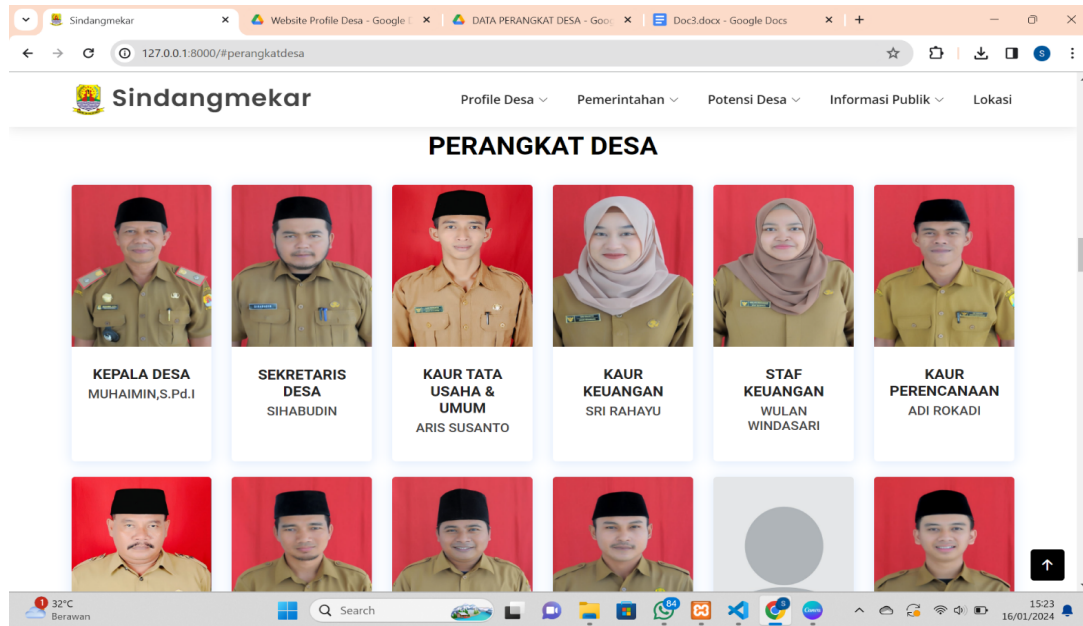 Sindangmekar
Website Profile Desa - Google D
DATA PERANGKAT DESA - Goog
Doc3.docx - Google Docs
127.0.0.1:8000/#perangkatdesa
S
Sindangmekar
Profile Desa
Pemerintahan
Potensi Desa
Informasi Publik
Lokasi
PERANGKAT DESA
KEPALA DESA
MUHAIMIN,S.Pd.I
SEKRETARIS
DESA
SIHABUDIN
KAUR TATA
USAHA &
UMUM
ARIS SUSANTO
KAUR
KEUANGAN
SRI RAHAYU
STAF
KEUANGAN
WULAN
WINDASARI
KAUR
PERENCANAAN
ADI ROKADI
1
32°C
Berawan
Search
84
S
15:23
16/01/2024